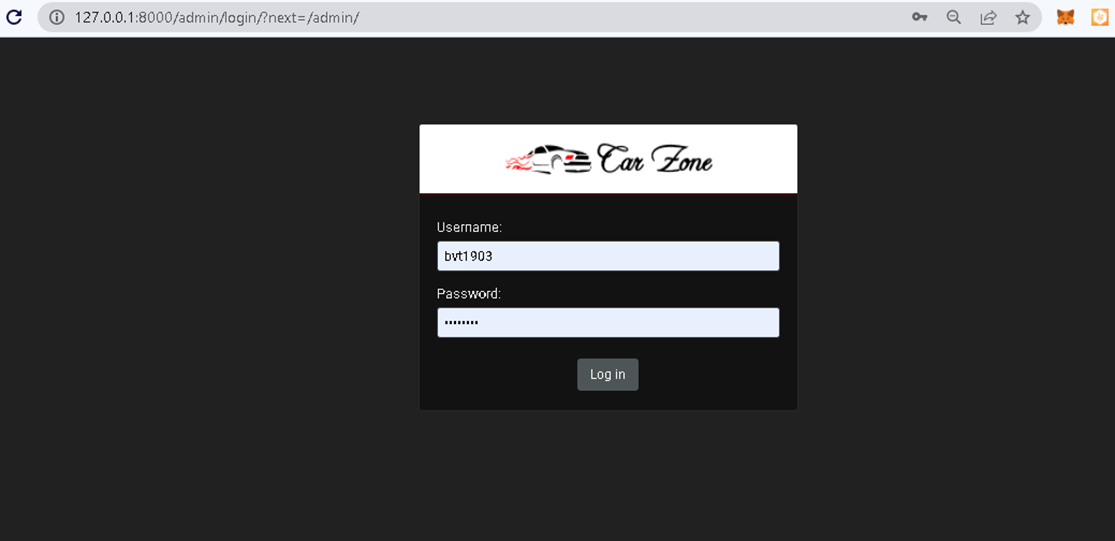 127.0.0.1:8000/admin/login/?next=/admin/
Car Zone
Username:
bvt1903
Password:
••••••••
Log in